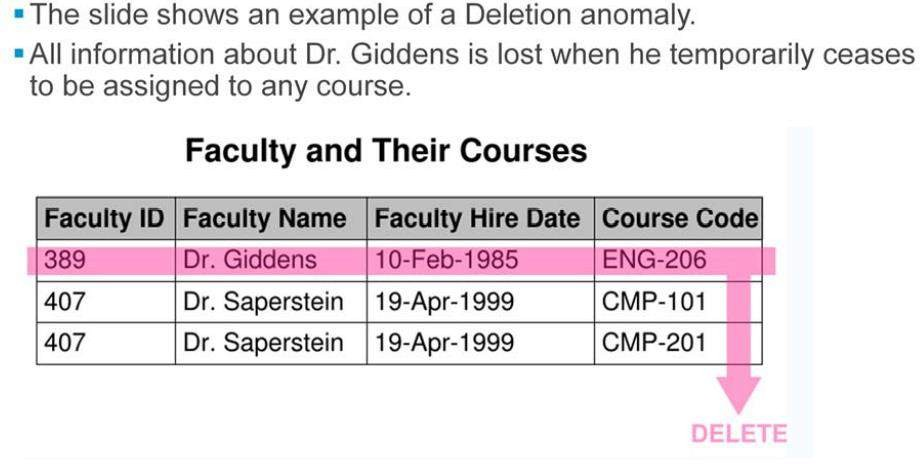 The slide shows an example of a Deletion anomaly.
All information about Dr. Giddens is lost when he temporarily ceases
to be assigned to any course.
Faculty and Their Courses
Faculty ID Faculty Name Faculty Hire Date Course Code
389 Dr. Giddens 10-Feb-1985 ENG-206
407 Dr. Saperstein 19-Apr-1999 CMP-101
407 Dr. Saperstein 19-Apr-1999 CMP-201
DELETE